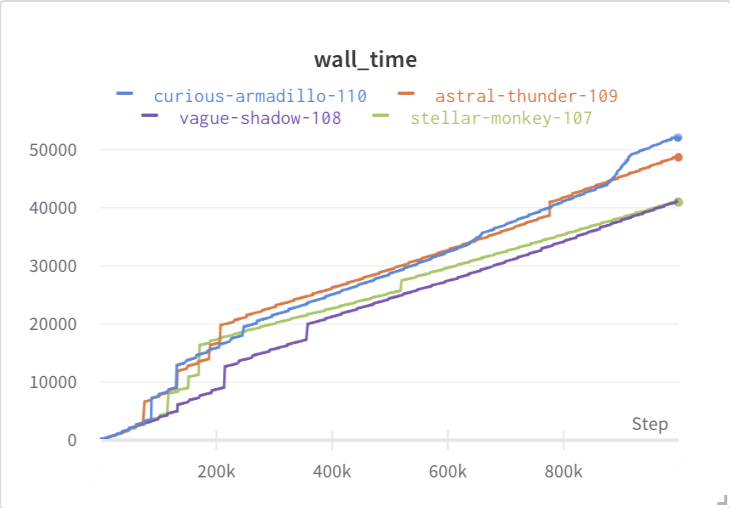 wall_time
curious-armadillo-110 astral-thunder-109
vague-shadow-108 stellar-monkey-107
50000
40000
30000
20000
10000
0
Step
200k 400k 600k 800k